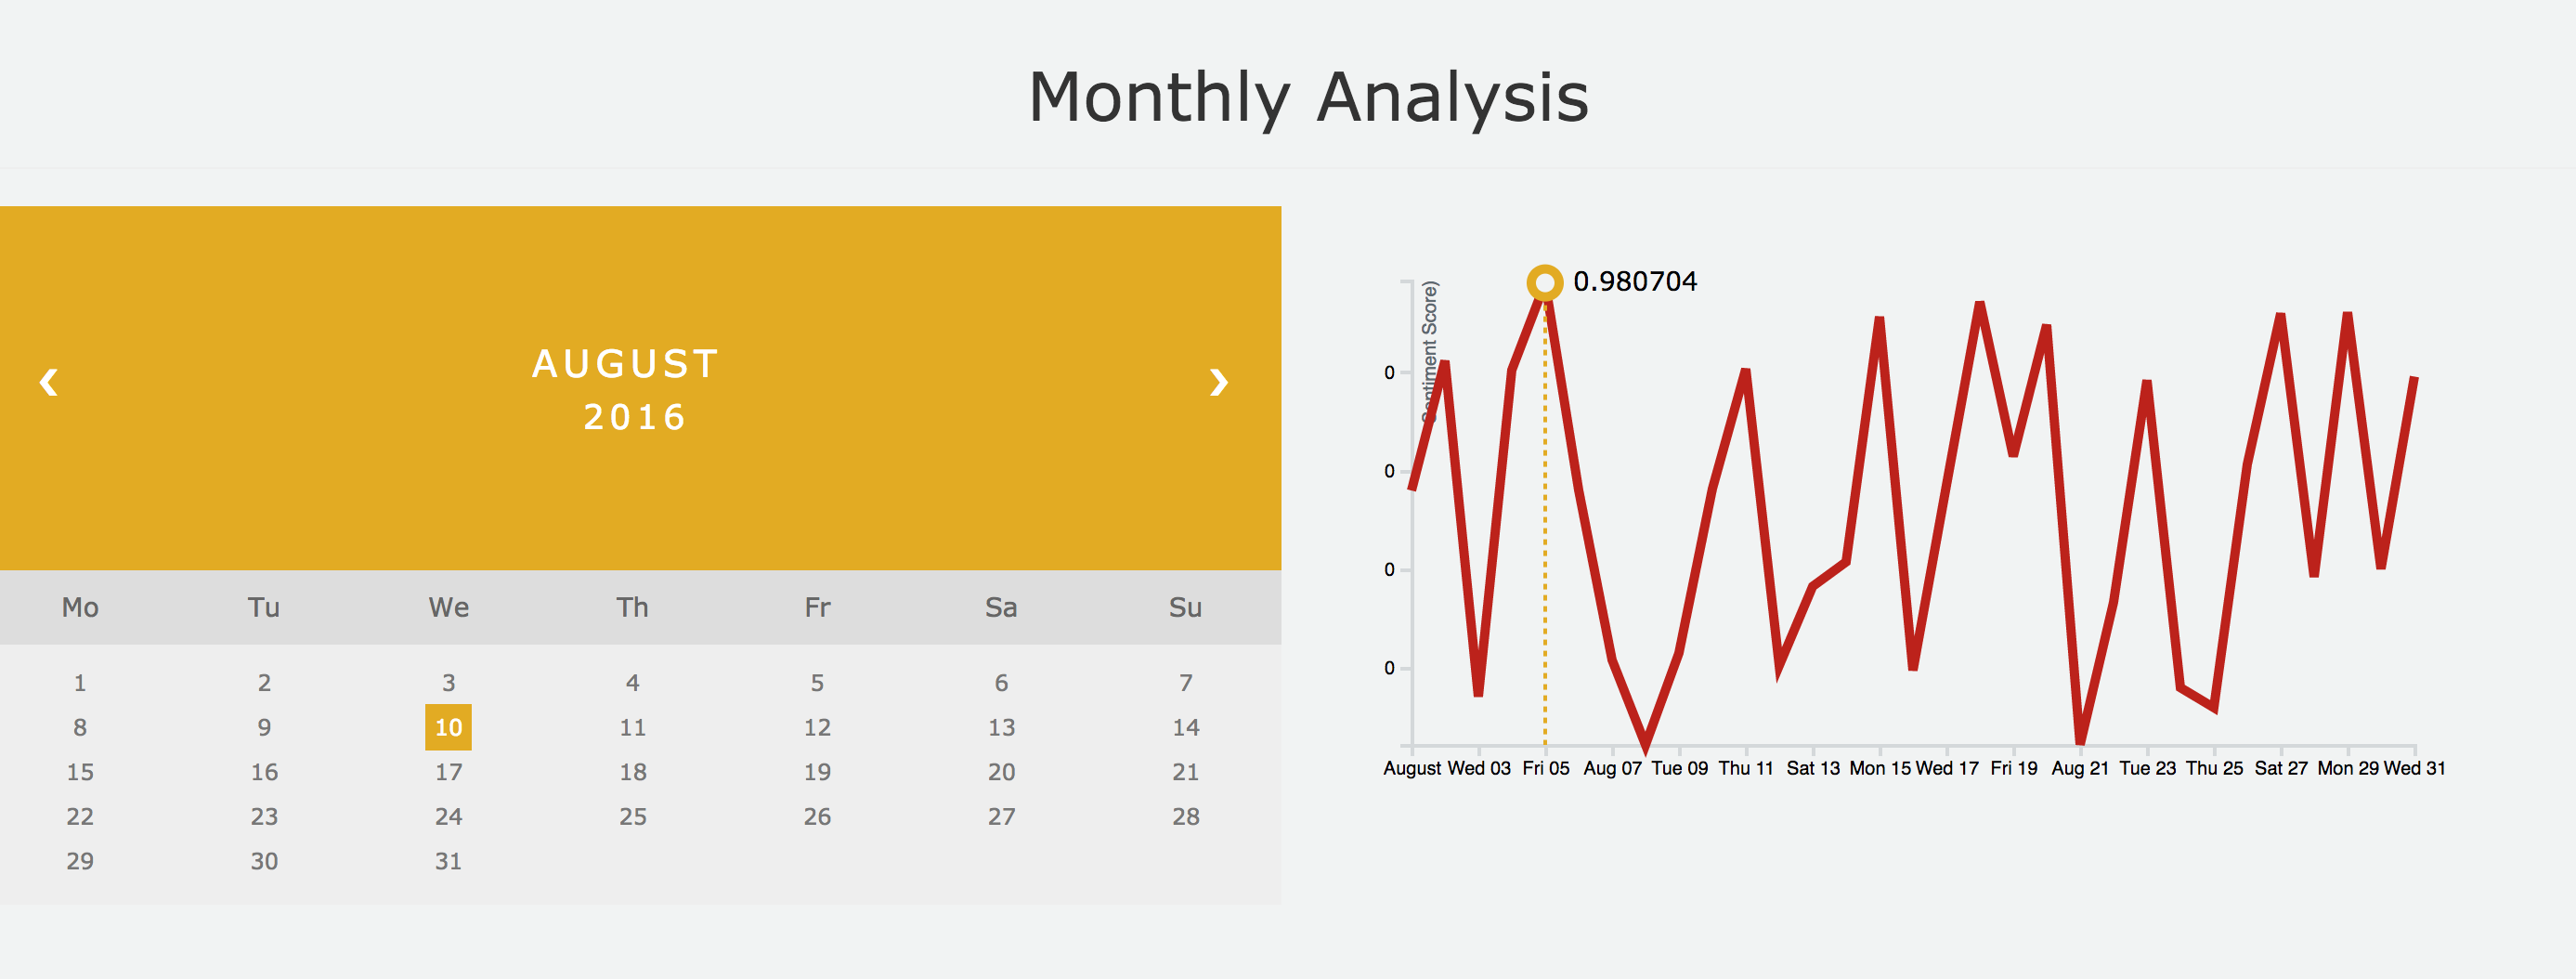 Monthly Analysis
‹
AUGUST
2016
›
Mo Tu We Th Fr Sa Su
1 2 3 4 5 6 7
8 9 10 11 12 13 14
15 16 17 18 19 20 21
22 23 24 25 26 27 28
29 30 31
0.980704
Sentiment Score)
0
0
0
0
August Wed 03 Fri 05 Aug 07 Tue 09 Thu 11 Sat 13 Mon 15 Wed 17 Fri 19 Aug 21 Tue 23 Thu 25 Sat 27 Mon 29 Wed 31